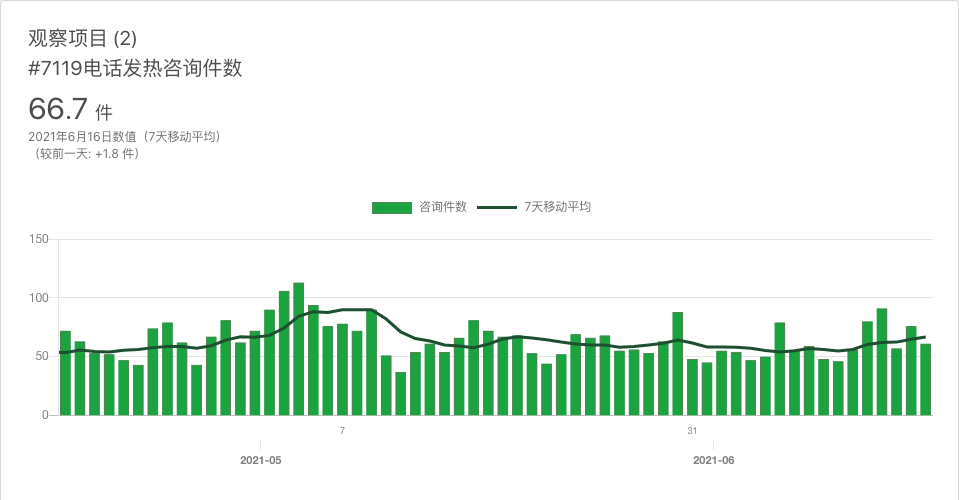 观察项目 (2)
#7119电话发热咨询件数
66.7 件
2021年6月16日数值（7天移动平均）
（较前一天: +1.8 件）
咨询件数 7天移动平均
150
100
50
0
7 31
2021-05 2021-06